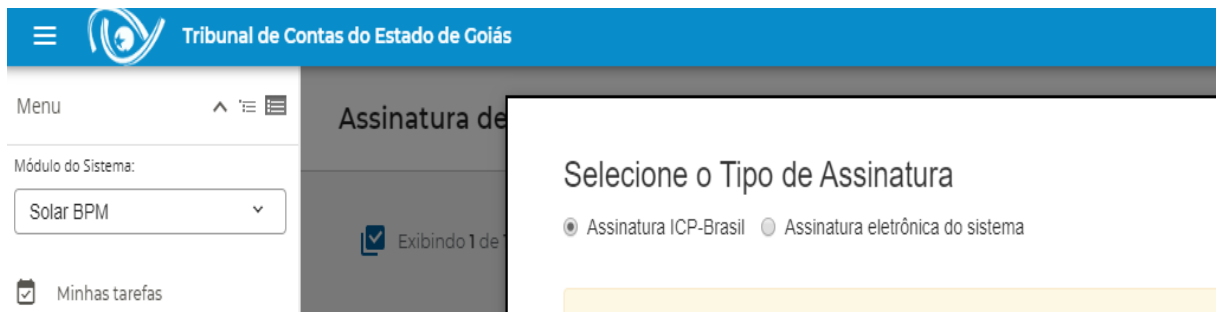 Tribunal de Contas do Estado de Goiás
Menu
Módulo do Sistema:
Solar BPM
Minhas tarefas
Assinatura de
Exibindo 1 de
Selecione o Tipo de Assinatura
Assinatura ICP-Brasil Assinatura eletrônica do sistema